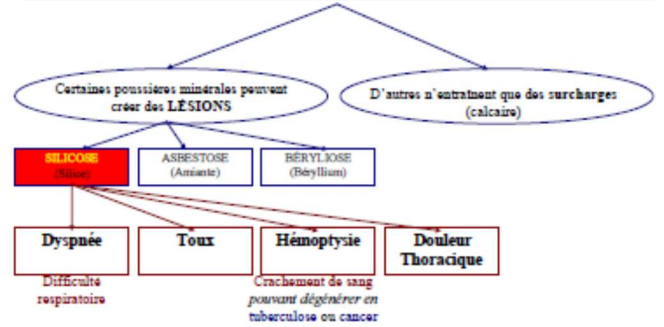 Certaines poussières minérales peuvent
créer des LÉSIONS
D'autres n'entraînent que des surcharges
(calcaire)
SILICOSE
(Silice)
ASBESTOSE
(Amiante)
BÉRYLIOSE
(Béryllium)
Dyspnée
Toux
Hémoptysie
Douleur
Thoracique
Difficulté
respiratoire
Crachement de sang
pouvant dégénérer en
tuberculose ou cancer